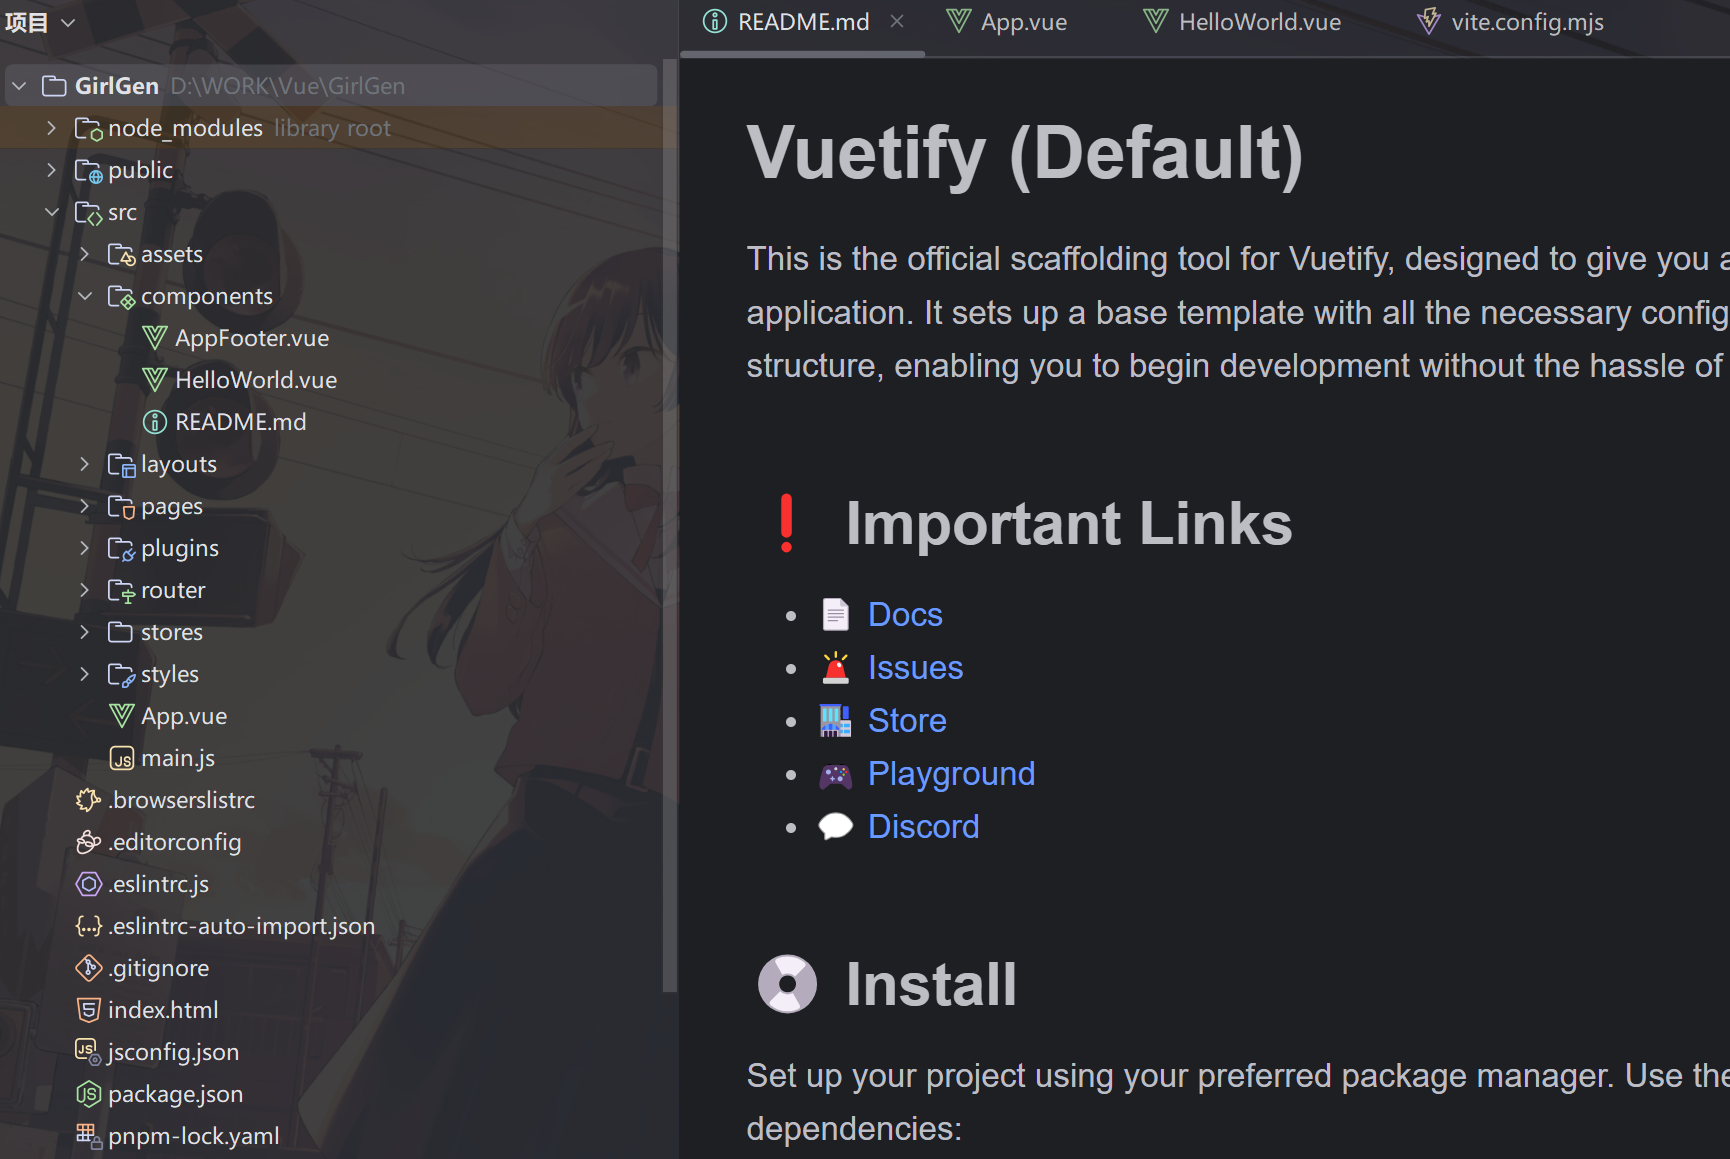 项目
README.md
App.vue
HelloWorld.vue
vite.config.mjs
GirlGen D:\WORK\Vue\GirlGen
node_modules library root
public
src
assets
components
AppFooter.vue
HelloWorld.vue
README.md
layouts
pages
plugins
router
stores
styles
App.vue
main.js
.browserslistrc
.editorconfig
.eslintrc.js
.eslintrc-auto-import.json
.gitignore
index.html
jsconfig.json
package.json
pnpm-lock.yaml
Vuetify (Default)
This is the official scaffolding tool for Vuetify, designed to give you a
application. It sets up a base template with all the necessary config
structure, enabling you to begin development without the hassle of
❗ Important Links
• 📄 Docs
• 🚨 Issues
• 🏬 Store
• 🎮 Playground
• 💬 Discord
💿 Install
Set up your project using your preferred package manager. Use the
dependencies: